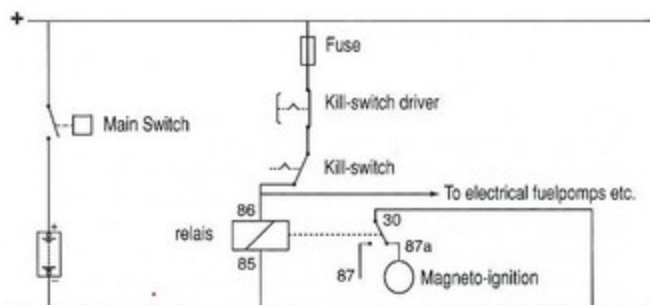 +
Fuse
Kill-switch driver
Main Switch
Kill-switch
To electrical fuelpomps etc.
86
30
relais
+
87a
85
87
Magneto-ignition
-